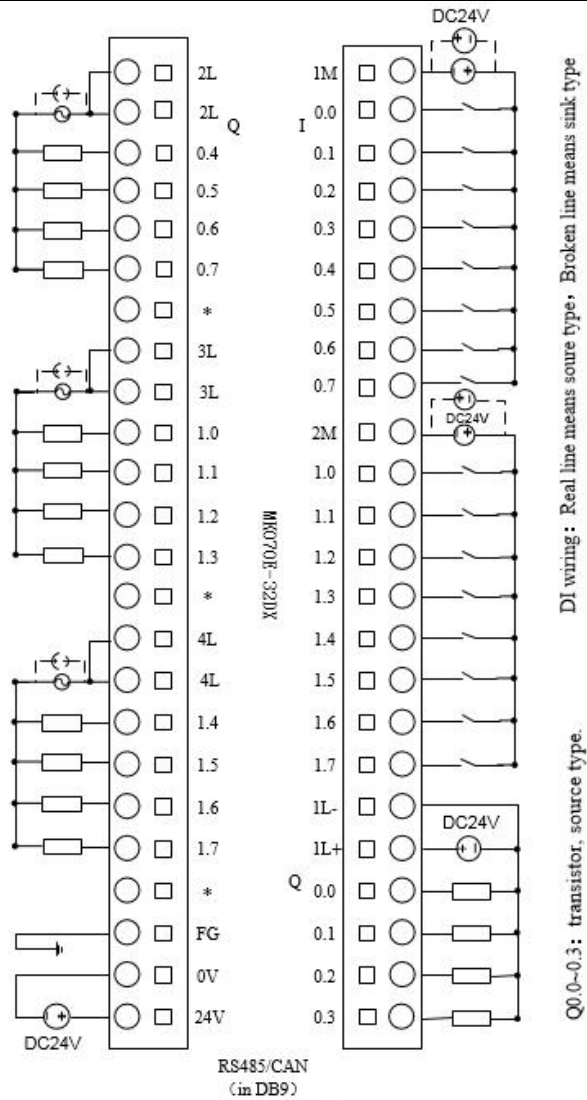 DC24V
2L
2L
Q
0.4
0.5
0.6
0.7
*
3L
3L
1.0
1.1
1.2
1.3
*
4L
4L
1.4
1.5
1.6
1.7
*
FG
0V
24V
DC24V
MK070E-32DX
1M
I
0.0
0.1
0.2
0.3
0.4
0.5
0.6
0.7
DC24V
2M
1.0
1.1
1.2
1.3
1.4
1.5
1.6
1.7
1L-
DC24V
1L+
Q
0.0
0.1
0.2
0.3
RS485/CAN
(in DB9)
DI wiring: Real line means soure type, Broken line means sink type
Q0.0~0.3: transistor, source type.